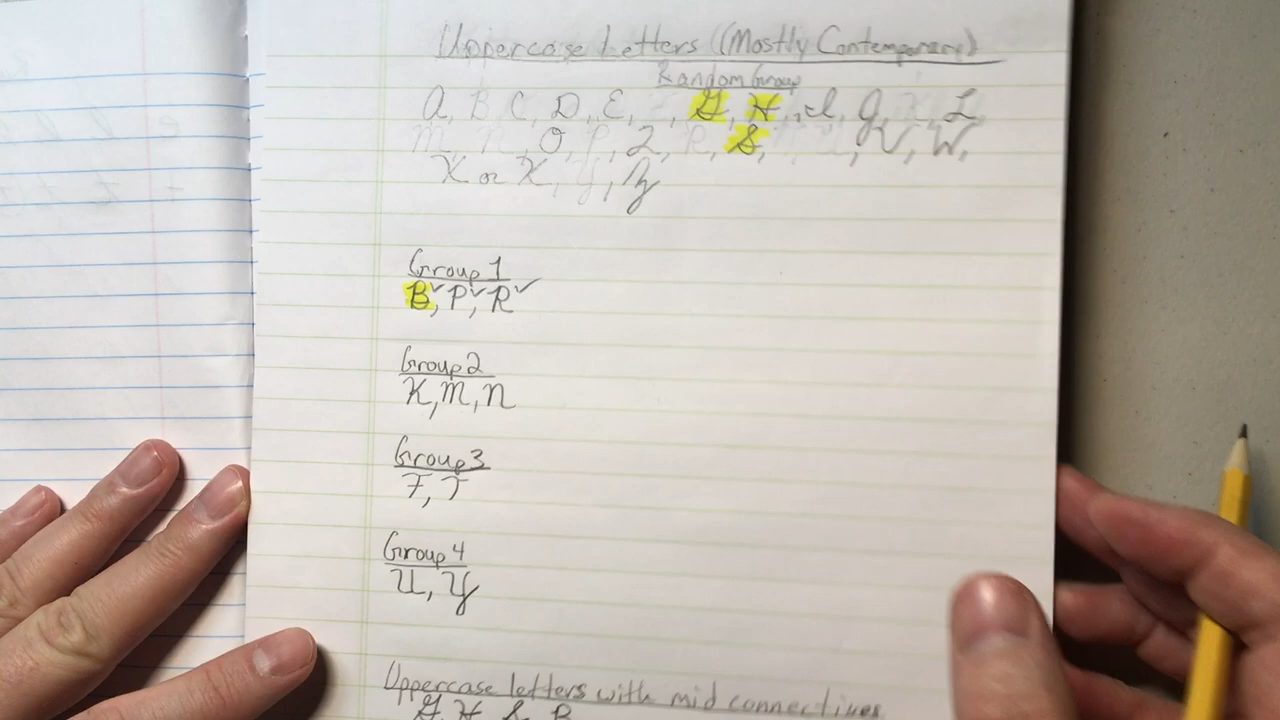 Uppercase Letters ((Mostly Contemporary)
Random Group
A, B, C, D, E, , G, H, I, J, K, L,
M, N, O, P, Q, R, S, , , V, W,
X or X, Y, Z
Group 1
B✓, P✓, R✓
Group 2
K, M, N
Group 3
F, T
Group 4
U, Y
Uppercase letters with mid connectives
G, H, S, B